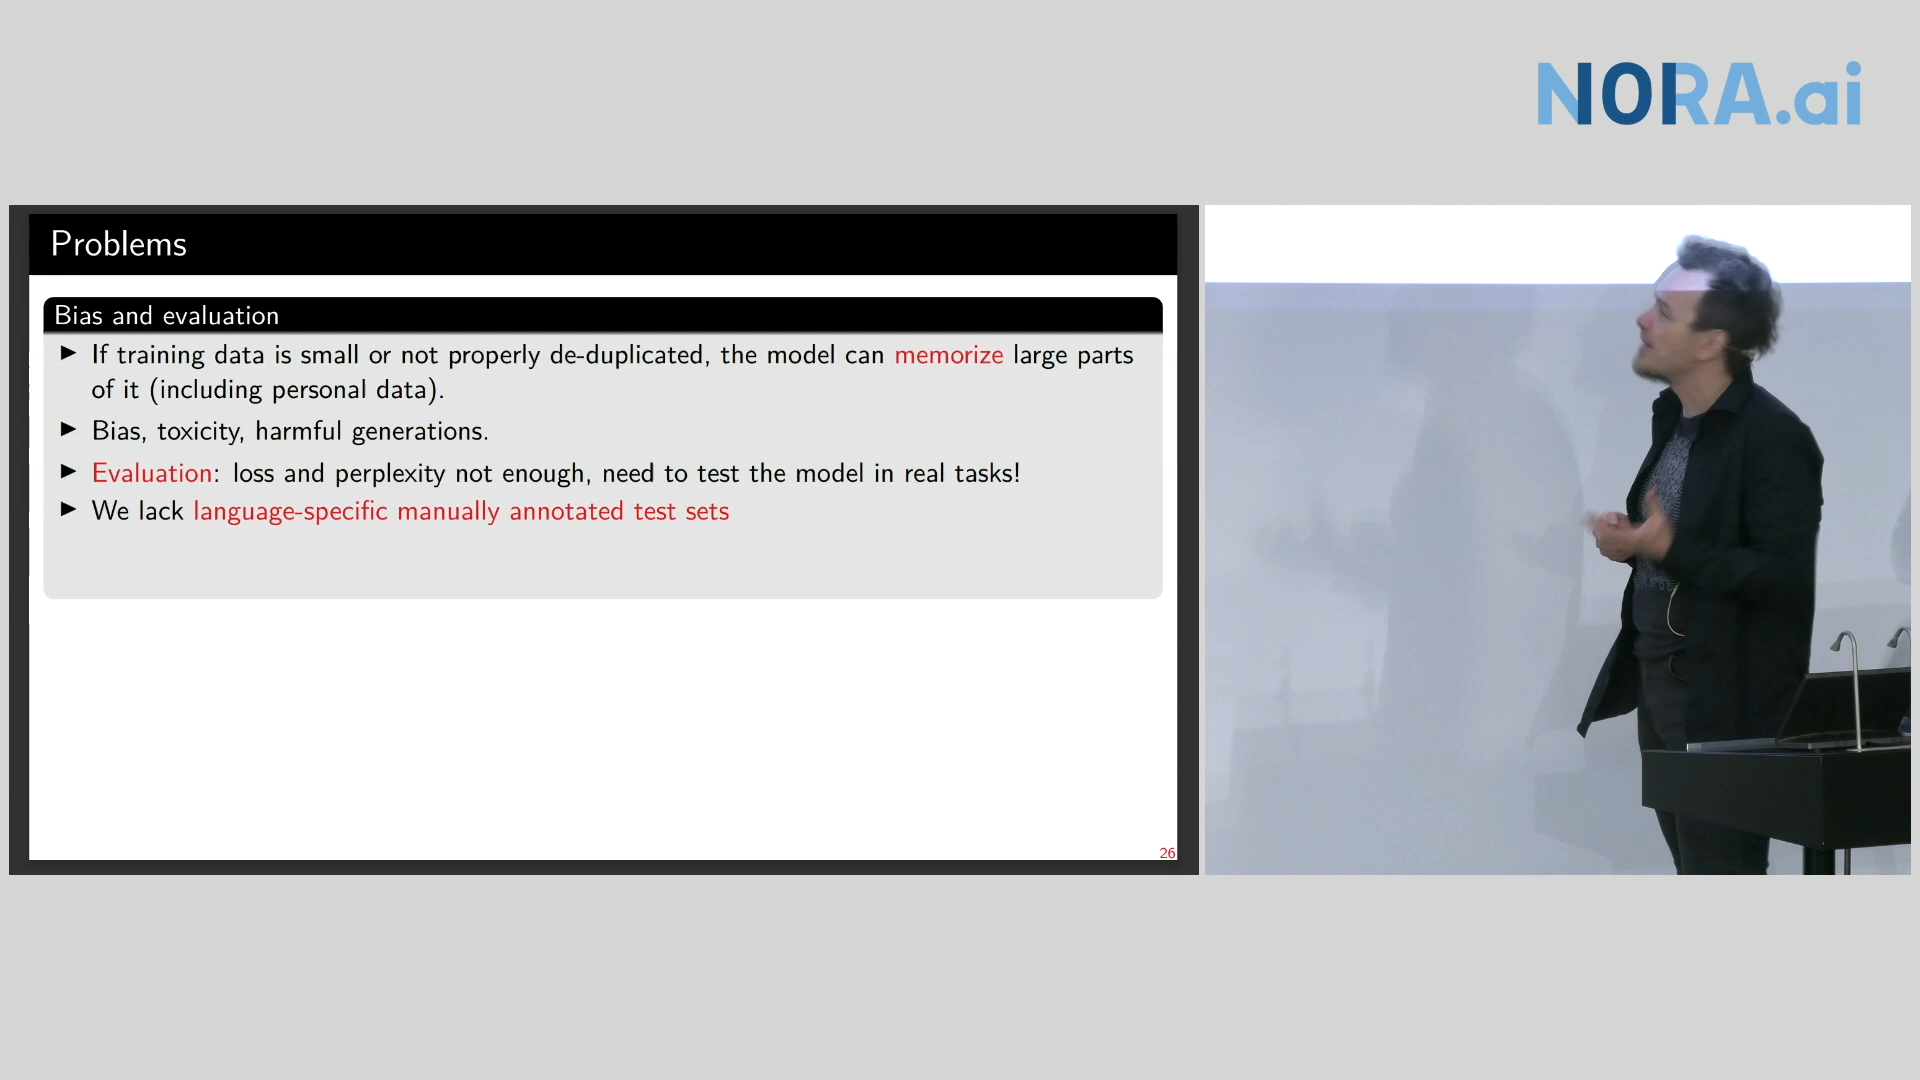 NORA.ai
Problems
Bias and evaluation
▶ If training data is small or not properly de-duplicated, the model can memorize large parts
of it (including personal data).
▶ Bias, toxicity, harmful generations.
▶ Evaluation: loss and perplexity not enough, need to test the model in real tasks!
▶ We lack language-specific manually annotated test sets
26